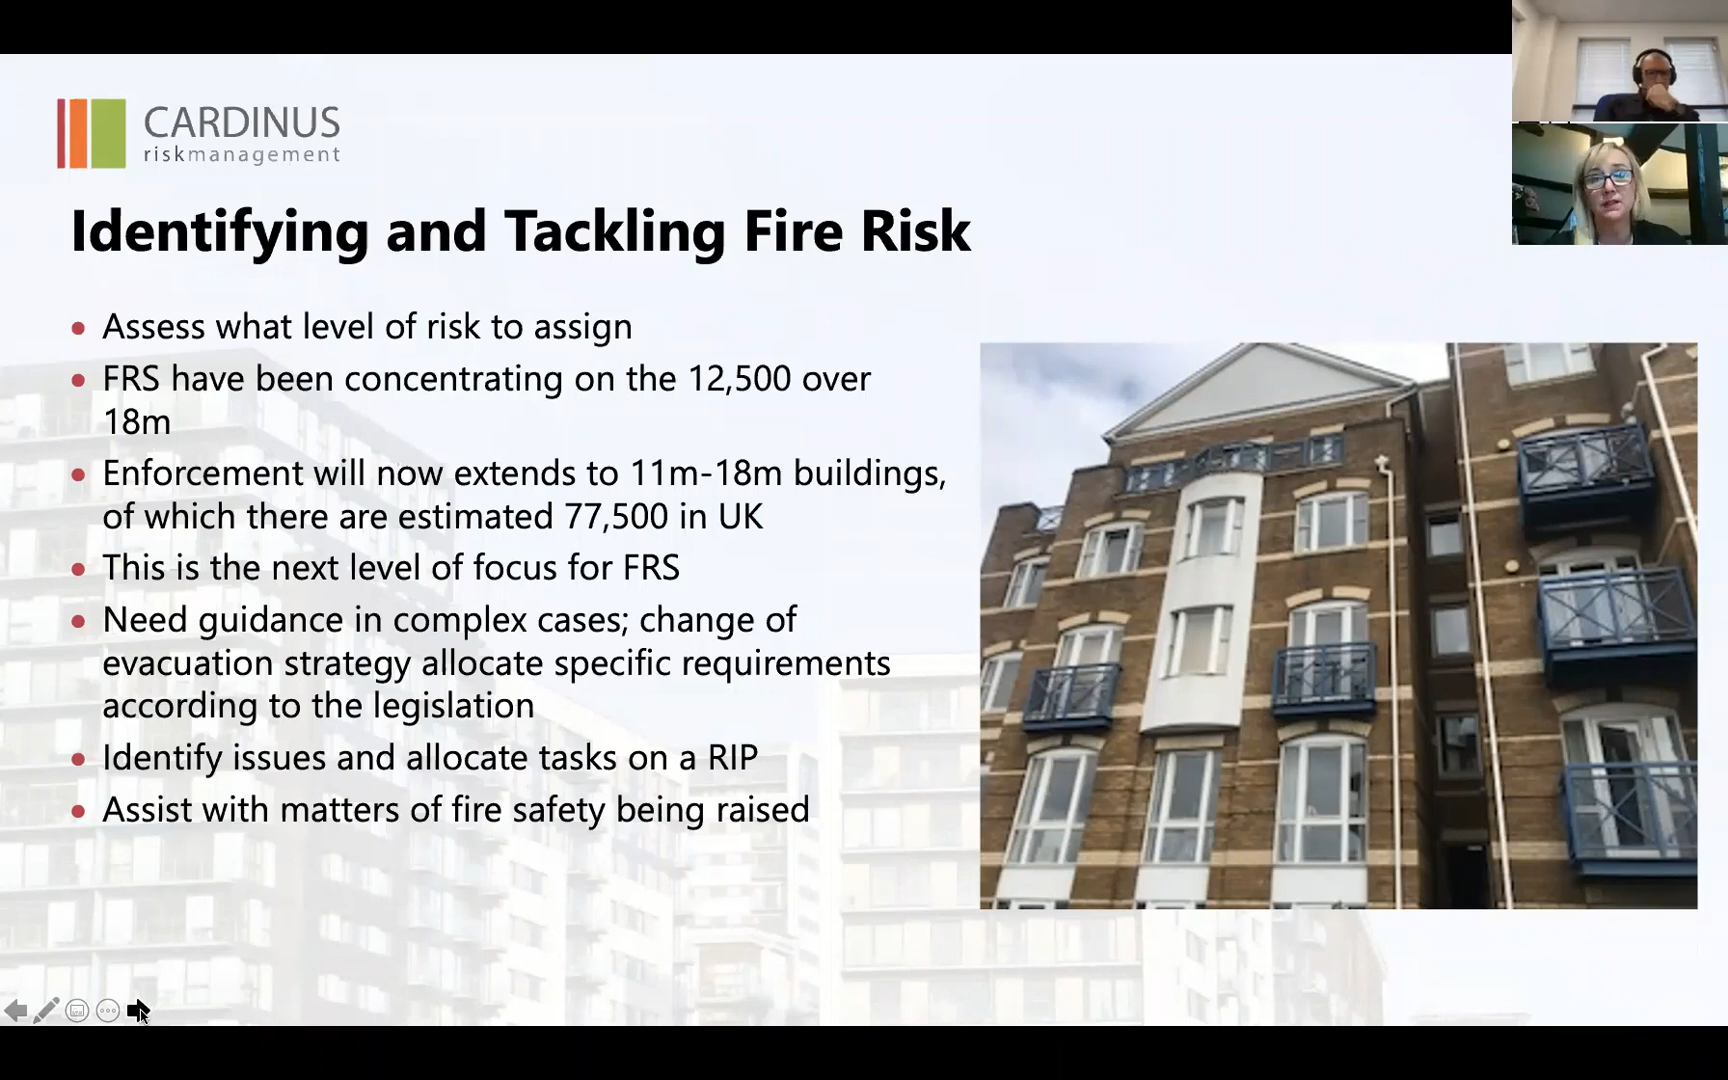 CARDINUS
riskmanagement
Identifying and Tackling Fire Risk
Assess what level of risk to assign
FRS have been concentrating on the 12,500 over
18m
Enforcement will now extends to 11m-18m buildings,
of which there are estimated 77,500 in UK
This is the next level of focus for FRS
Need guidance in complex cases; change of
evacuation strategy allocate specific requirements
according to the legislation
Identify issues and allocate tasks on a RIP
Assist with matters of fire safety being raised